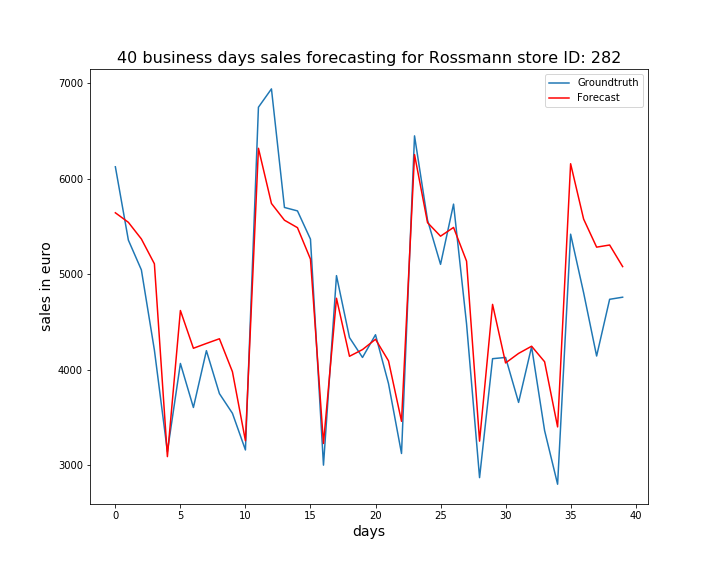 40 business days sales forecasting for Rossmann store ID: 282
Groundtruth
Forecast
sales in euro
7000
6000
5000
4000
3000
0 5 10 15 20 25 30 35 40
days